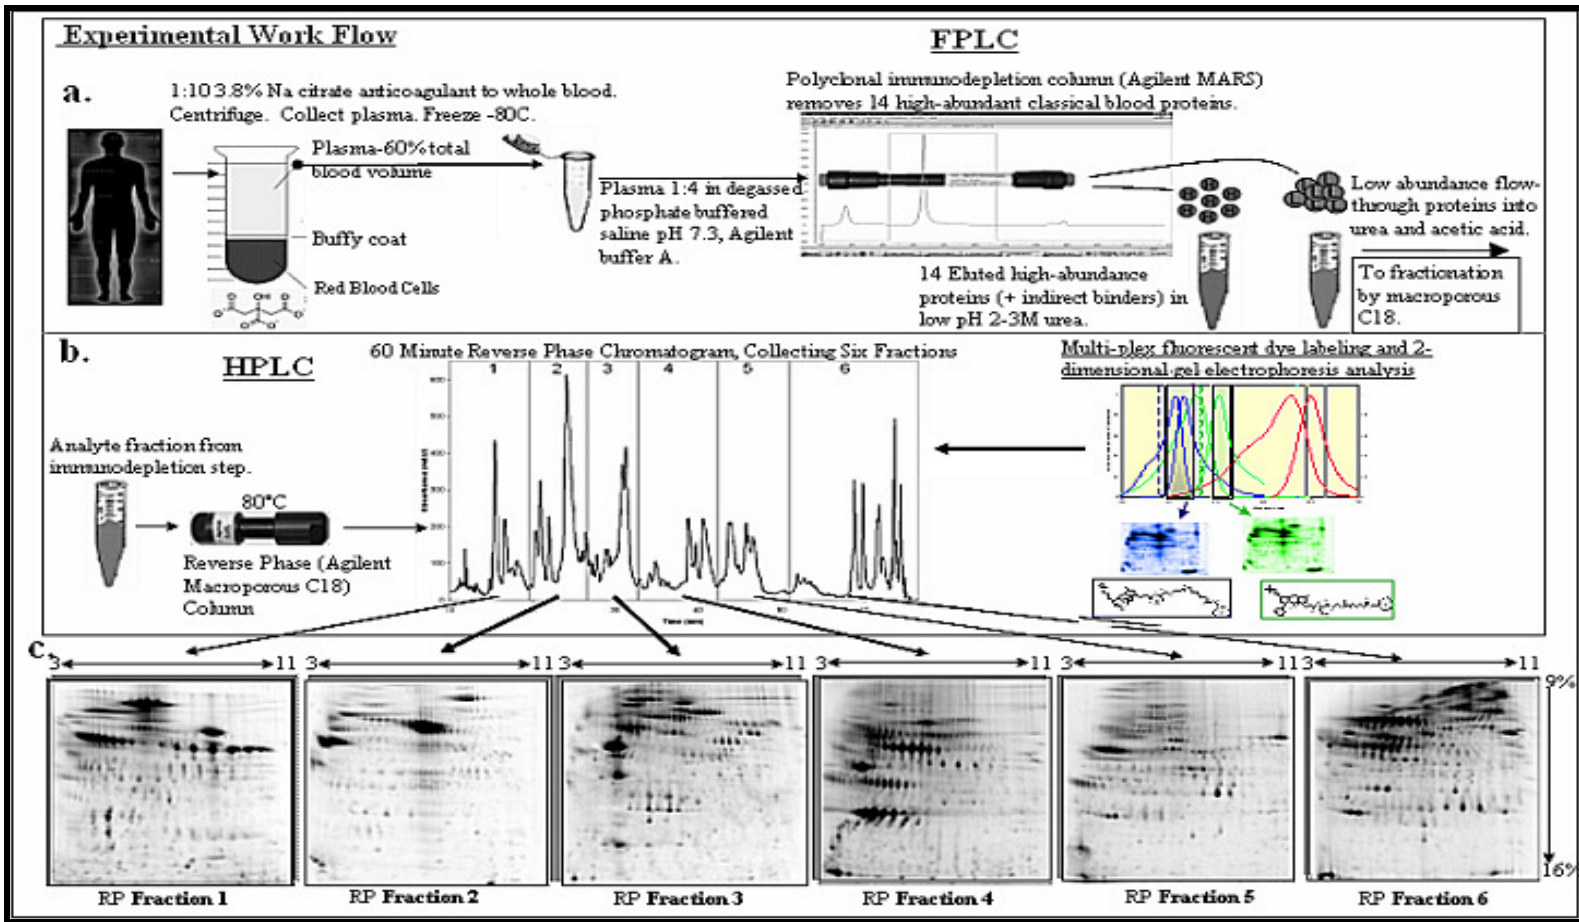 Experimental Work Flow
FPLC
a.
1:10 3.8% Na citrate anticoagulant to whole blood.
Centrifuge. Collect plasma. Freeze -80C.
Plasma-60% total
blood volume
Buffy coat
Red Blood Cells
Plasma 1:4 in degassed
phosphate buffered
saline pH 7.3, Agilent
buffer A.
Polyclonal immunodepletion column (Agilent MARS)
removes 14 high-abundant classical blood proteins.
14 Eluted high-abundance
proteins (+ indirect binders) in
low pH 2-3M urea.
Low abundance flow-
through proteins into
urea and acetic acid.
To fractionation
by macroporous
C18.
b.
HPLC
60 Minute Reverse Phase Chromatogram, Collecting Six Fractions
1 2 3 4 5 6
Analyte fraction from
immunodepletion step.
80°C
Reverse Phase (Agilent
Macroporous C18)
Column
Time (min)
Multi-plex fluorescent dye labeling and 2-
dimensional gel electrophoresis analysis
c.
3 11 3 11 3 11 3 11 3 11 3 11
9%
16%
RP Fraction 1
RP Fraction 2
RP Fraction 3
RP Fraction 4
RP Fraction 5
RP Fraction 6